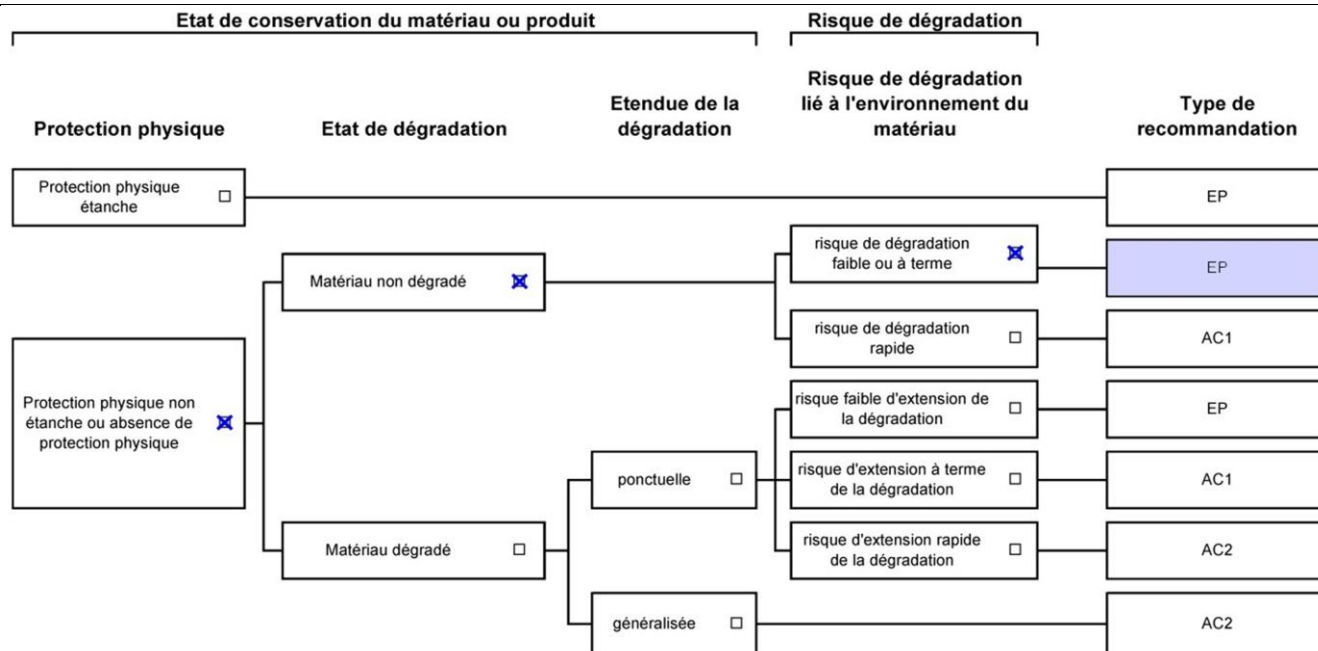 Etat de conservation du matériau ou produit
Risque de dégradation
Protection physique
Etat de dégradation
Etendue de la
dégradation
Risque de dégradation
lié à l'environnement du
matériau
Type de
recommandation
Protection physique
étanche
EP
risque de dégradation
faible ou à terme
EP
Matériau non dégradé
risque de dégradation
rapide
AC1
Protection physique non
étanche ou absence de
protection physique
risque faible d'extension de
la dégradation
EP
ponctuelle
risque d'extension à terme
de la dégradation
AC1
Matériau dégradé
risque d'extension rapide
de la dégradation
AC2
généralisée
AC2